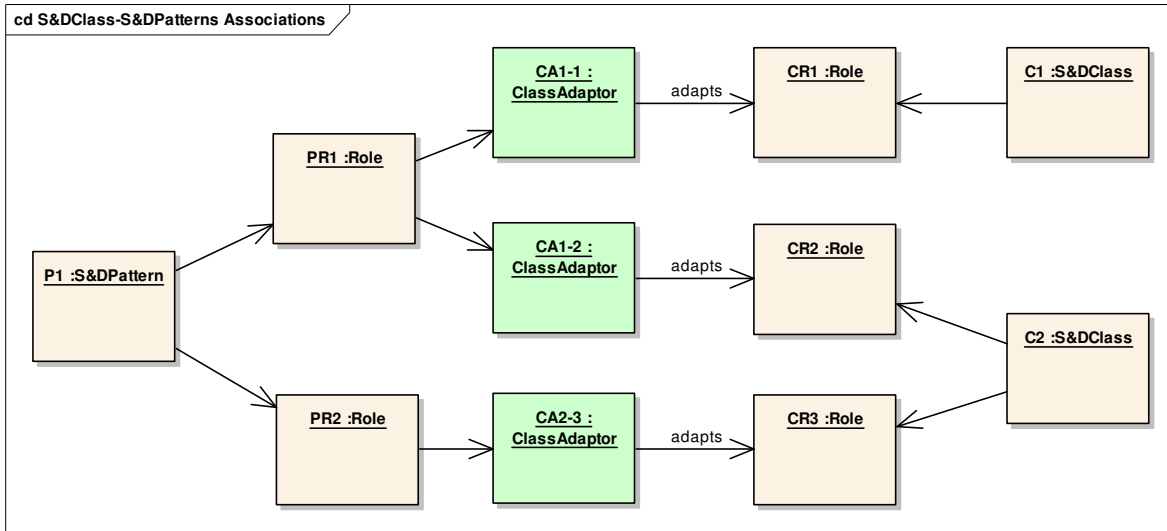 cd S&DClass-S&DPatterns Associations
CA1-1 :
ClassAdaptor
adapts
CR1 :Role
C1 :S&DClass
PR1 :Role
CA1-2 :
ClassAdaptor
adapts
CR2 :Role
P1 :S&DPattern
C2 :S&DClass
PR2 :Role
CA2-3 :
ClassAdaptor
adapts
CR3 :Role